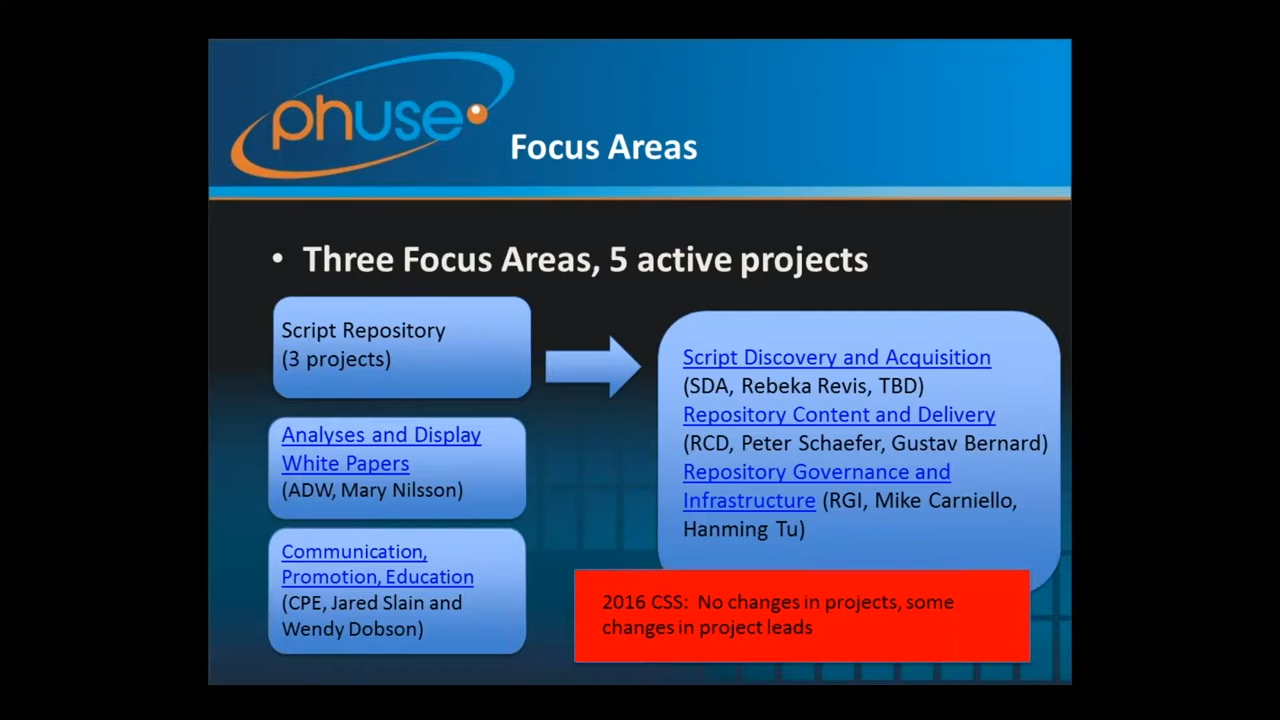 phuse
Focus Areas
• Three Focus Areas, 5 active projects
Script Repository
(3 projects)
Analyses and Display
White Papers
(ADW, Mary Nilsson)
Communication,
Promotion, Education
(CPE, Jared Slain and
Wendy Dobson)
Script Discovery and Acquisition
(SDA, Rebeka Revis, TBD)
Repository Content and Delivery
(RCD, Peter Schaefer, Gustav Bernard)
Repository Governance and
Infrastructure (RGI, Mike Carniello,
Hanming Tu)
2016 CSS: No changes in projects, some
changes in project leads